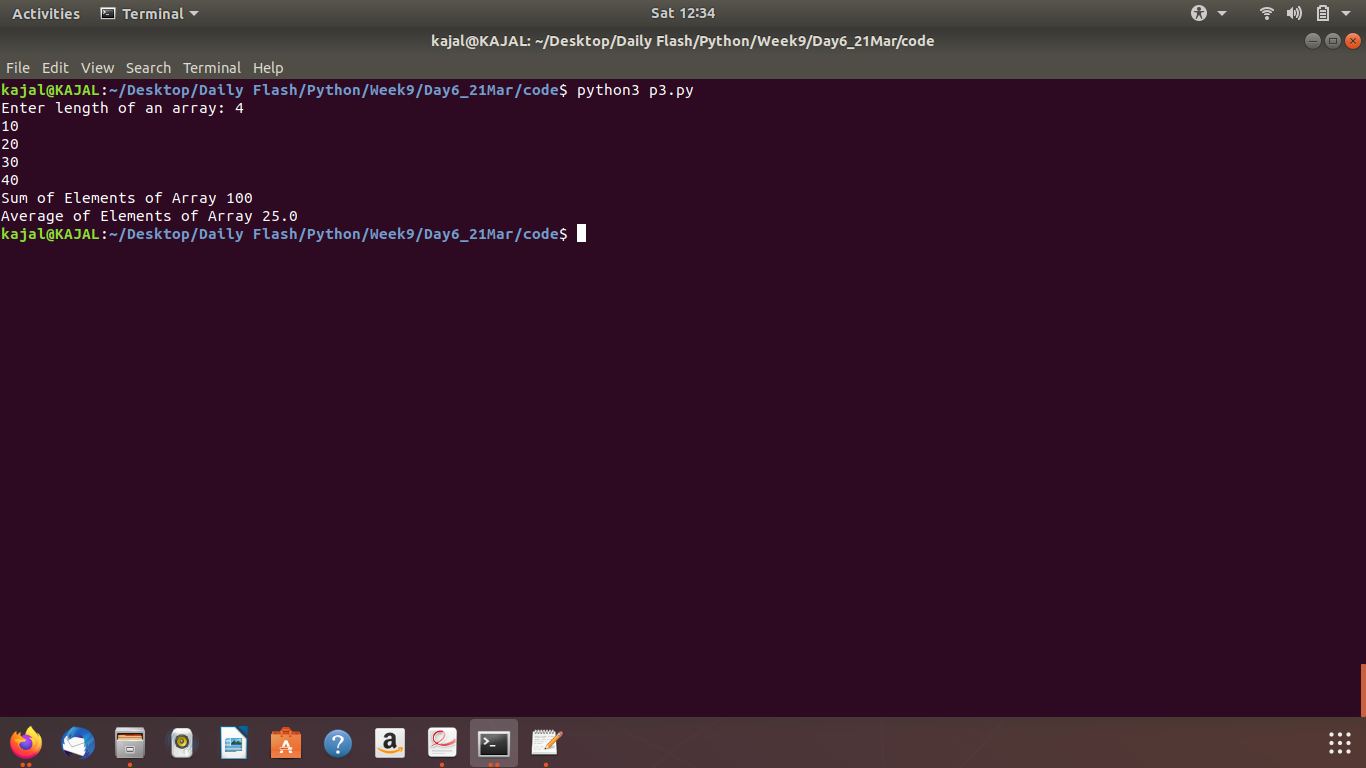 Activities Terminal Sat 12:34
kajal@KAJAL: ~/Desktop/Daily Flash/Python/Week9/Day6_21Mar/code
File Edit View Search Terminal Help
kajal@KAJAL:~/Desktop/Daily Flash/Python/Week9/Day6_21Mar/code$ python3 p3.py
Enter length of an array: 4
10
20
30
40
Sum of Elements of Array 100
Average of Elements of Array 25.0
kajal@KAJAL:~/Desktop/Daily Flash/Python/Week9/Day6_21Mar/code$